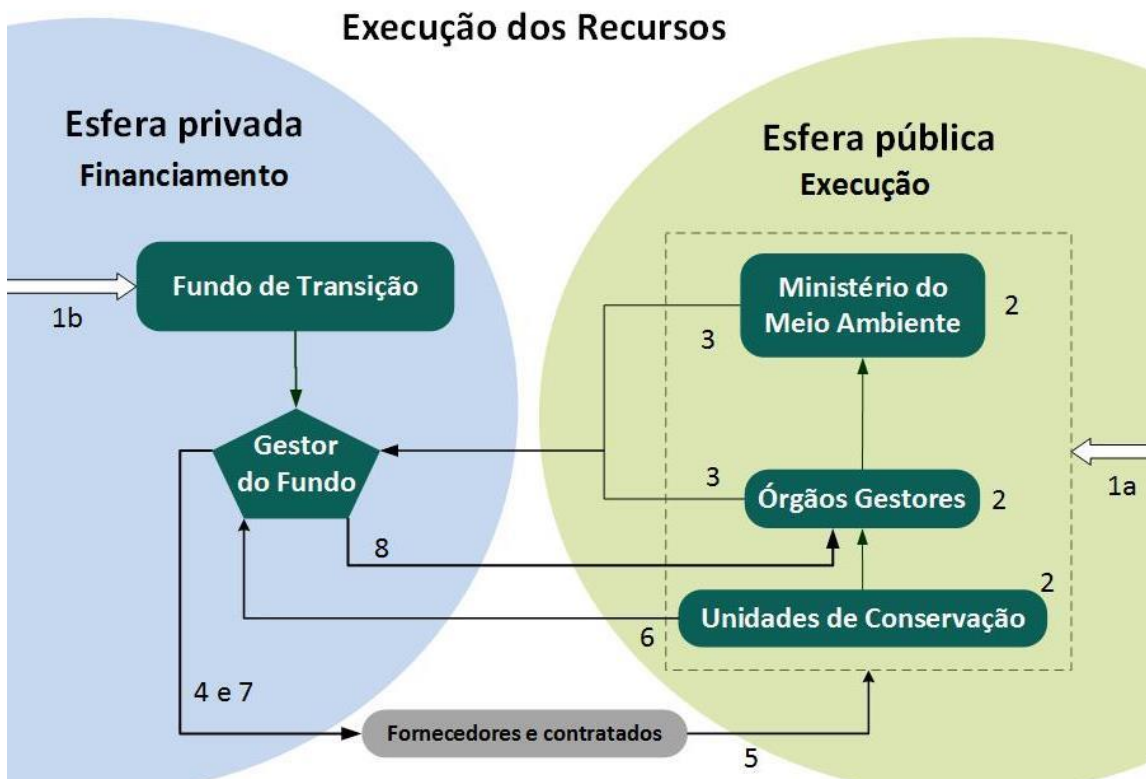 Execução dos Recursos
Esfera privada
Financiamento
Esfera pública
Execução
Fundo de Transição
1b
Ministério do
Meio Ambiente
2
3
Gestor
do Fundo
3
Órgãos Gestores
2
1a
8
2
Unidades de Conservação
6
4 e 7
Fornecedores e contratados
5